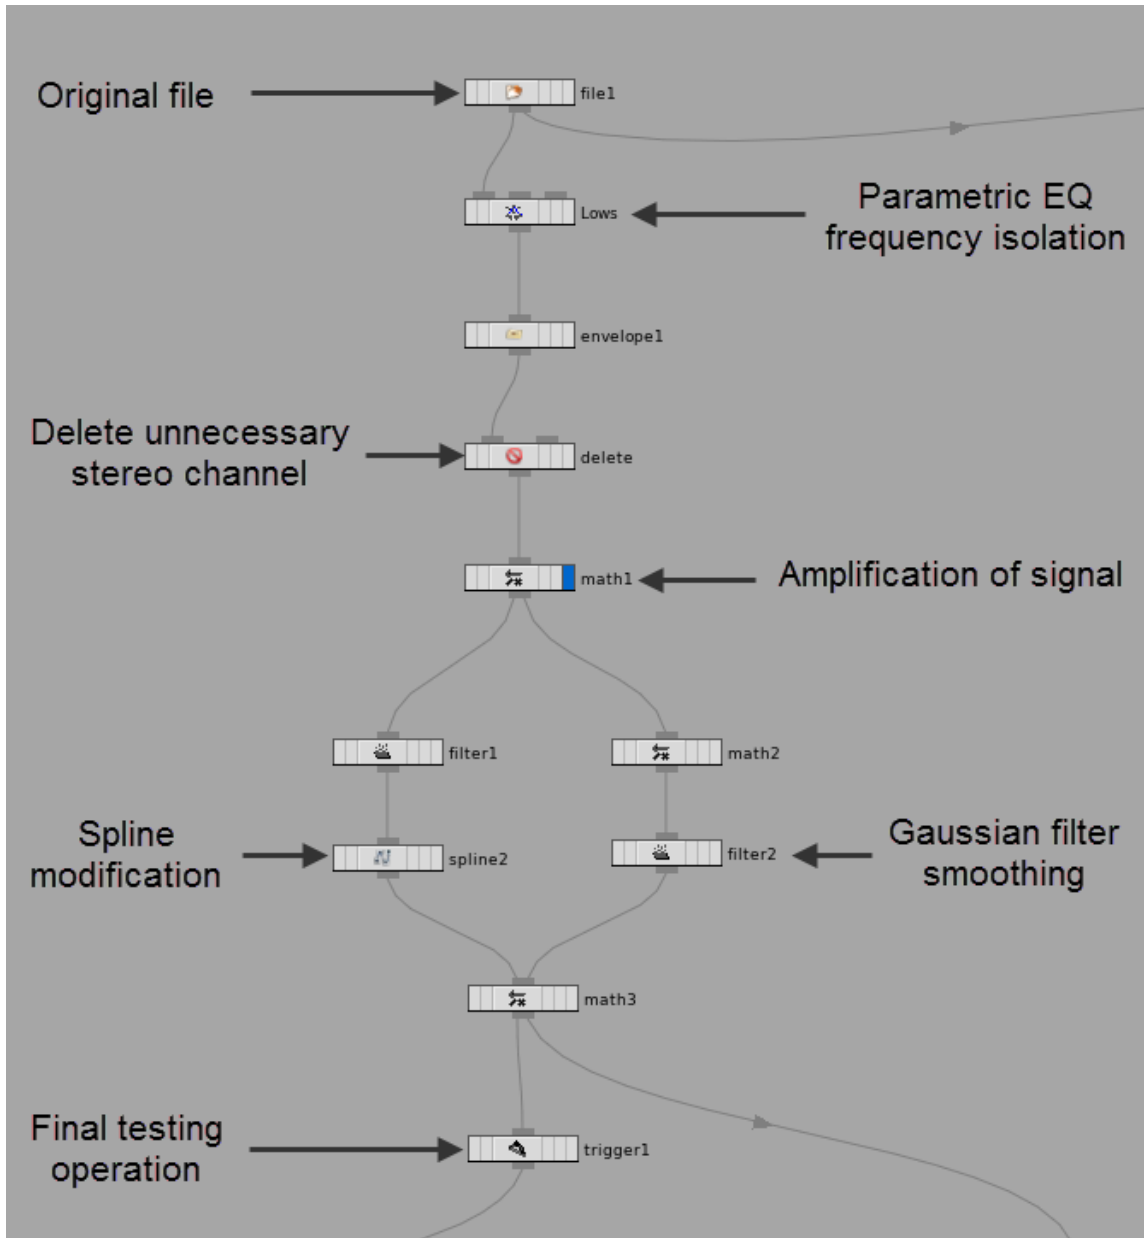 Original file
file1
Parametric EQ
frequency isolation
Lows
envelope1
Delete unnecessary
stereo channel
delete
math1
Amplification of signal
filter1
math2
Spline
modification
spline2
filter2
Gaussian filter
smoothing
math3
Final testing
operation
trigger1